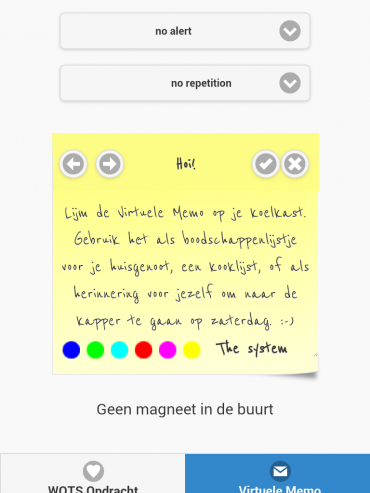 no alert
no repetition
Hoi!
Lijm de Virtuele Memo op je koelkast.
Gebruik het als boodschappenlijstje
voor je huisgenoot, een kooklijst, of als
herinnering voor jezelf om naar de
kapper te gaan op zaterdag. :-)
The system
Geen magneet in de buurt
WOTS Opdracht
Virtuele Memo